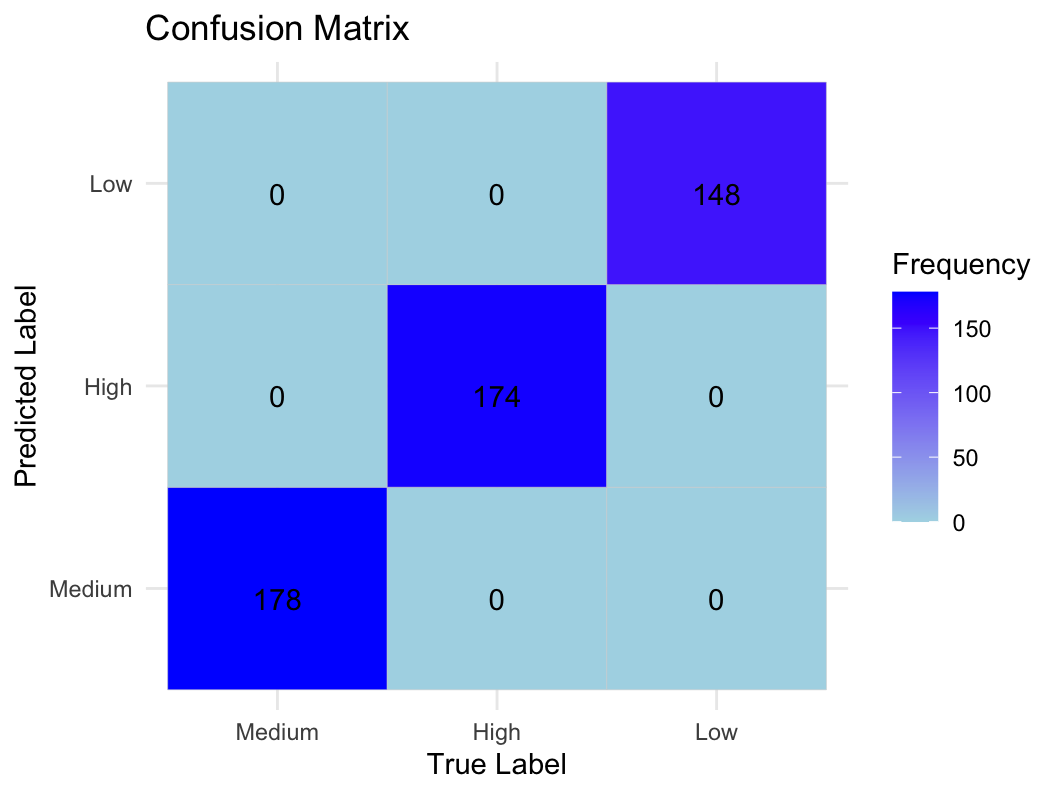 Confusion Matrix
Predicted Label
Low
0
0
148
High
0
174
0
Medium
178
0
0
Medium
High
Low
True Label
Frequency
150
100
50
0